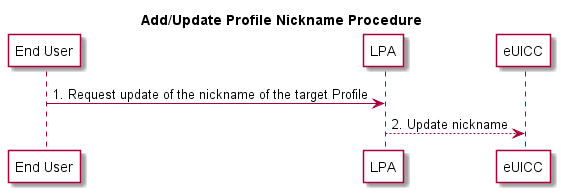 Add/Update Profile Nickname Procedure
End User LPA eUICC
1. Request update of the nickname of the target Profile
2. Update nickname
End User LPA eUICC